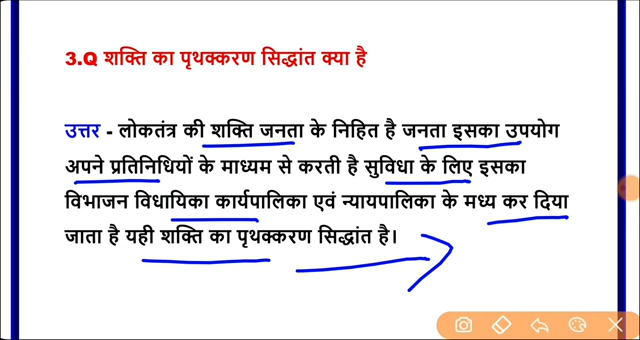 3.Q शक्ति का पृथक्करण सिद्धांत क्या है
उत्तर - लोकतंत्र की शक्ति जनता के निहित है जनता इसका उपयोग
अपने प्रतिनिधियों के माध्यम से करती है सुविधा के लिए इसका
विभाजन विधायिका कार्यपालिका एवं न्यायपालिका के मध्य कर दिया
जाता है यही शक्ति का पृथक्करण सिद्धांत है।